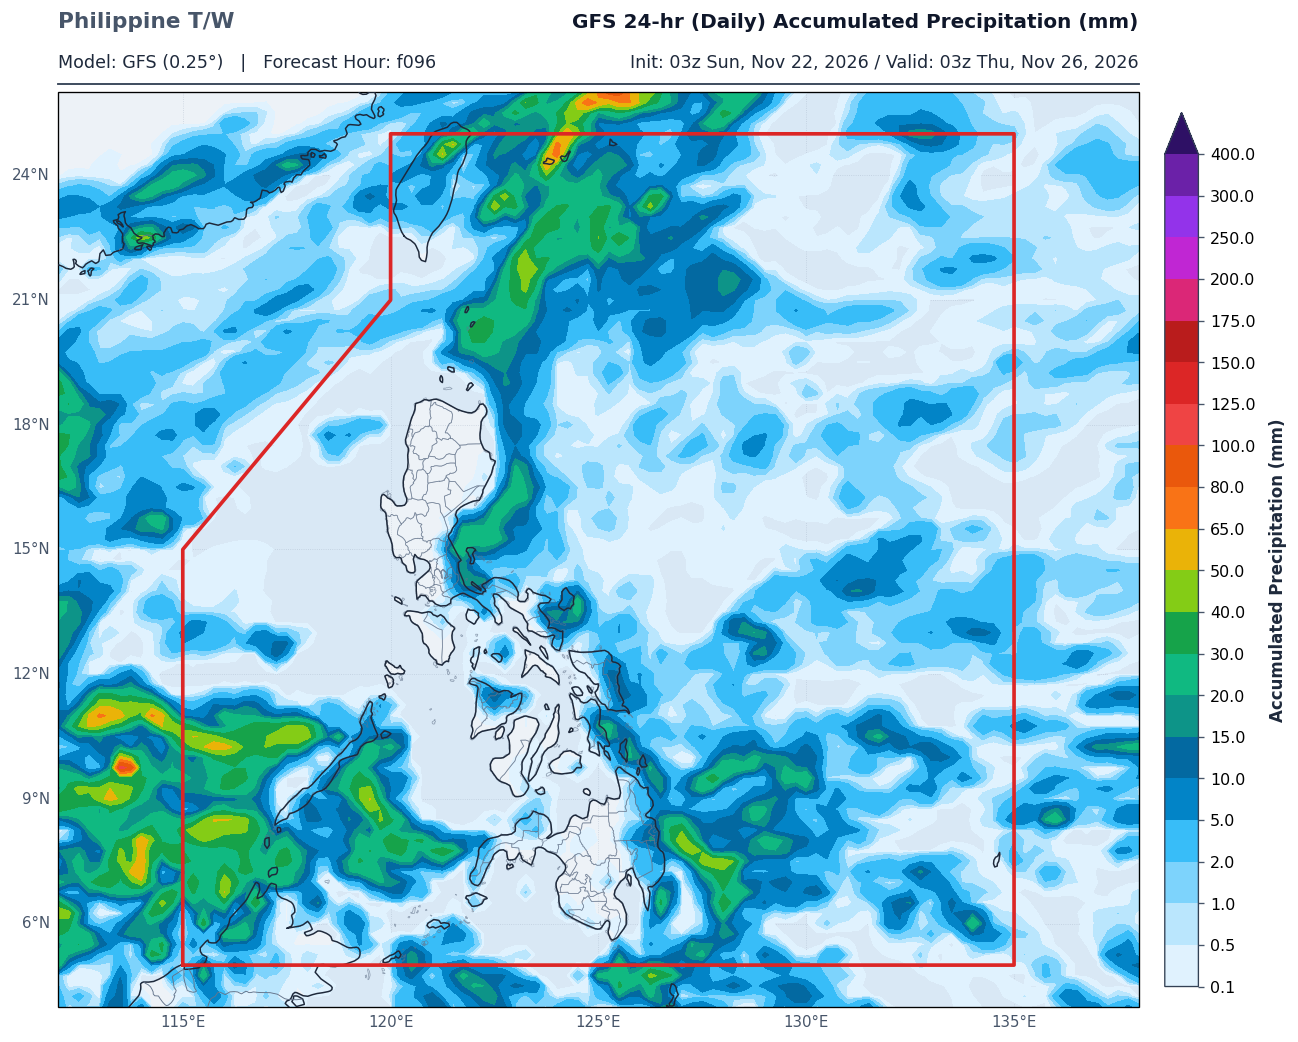 Philippine T/W
GFS 24-hr (Daily) Accumulated Precipitation (mm)
Model: GFS (0.25°) | Forecast Hour: f096
Init: 03z Sun, Nov 22, 2026 / Valid: 03z Thu, Nov 26, 2026
24°N
21°N
18°N
15°N
12°N
9°N
6°N
115°E
120°E
125°E
130°E
135°E
400.0
300.0
250.0
200.0
175.0
150.0
125.0
100.0
80.0
65.0
50.0
40.0
30.0
20.0
15.0
10.0
5.0
2.0
1.0
0.5
0.1
Accumulated Precipitation (mm)